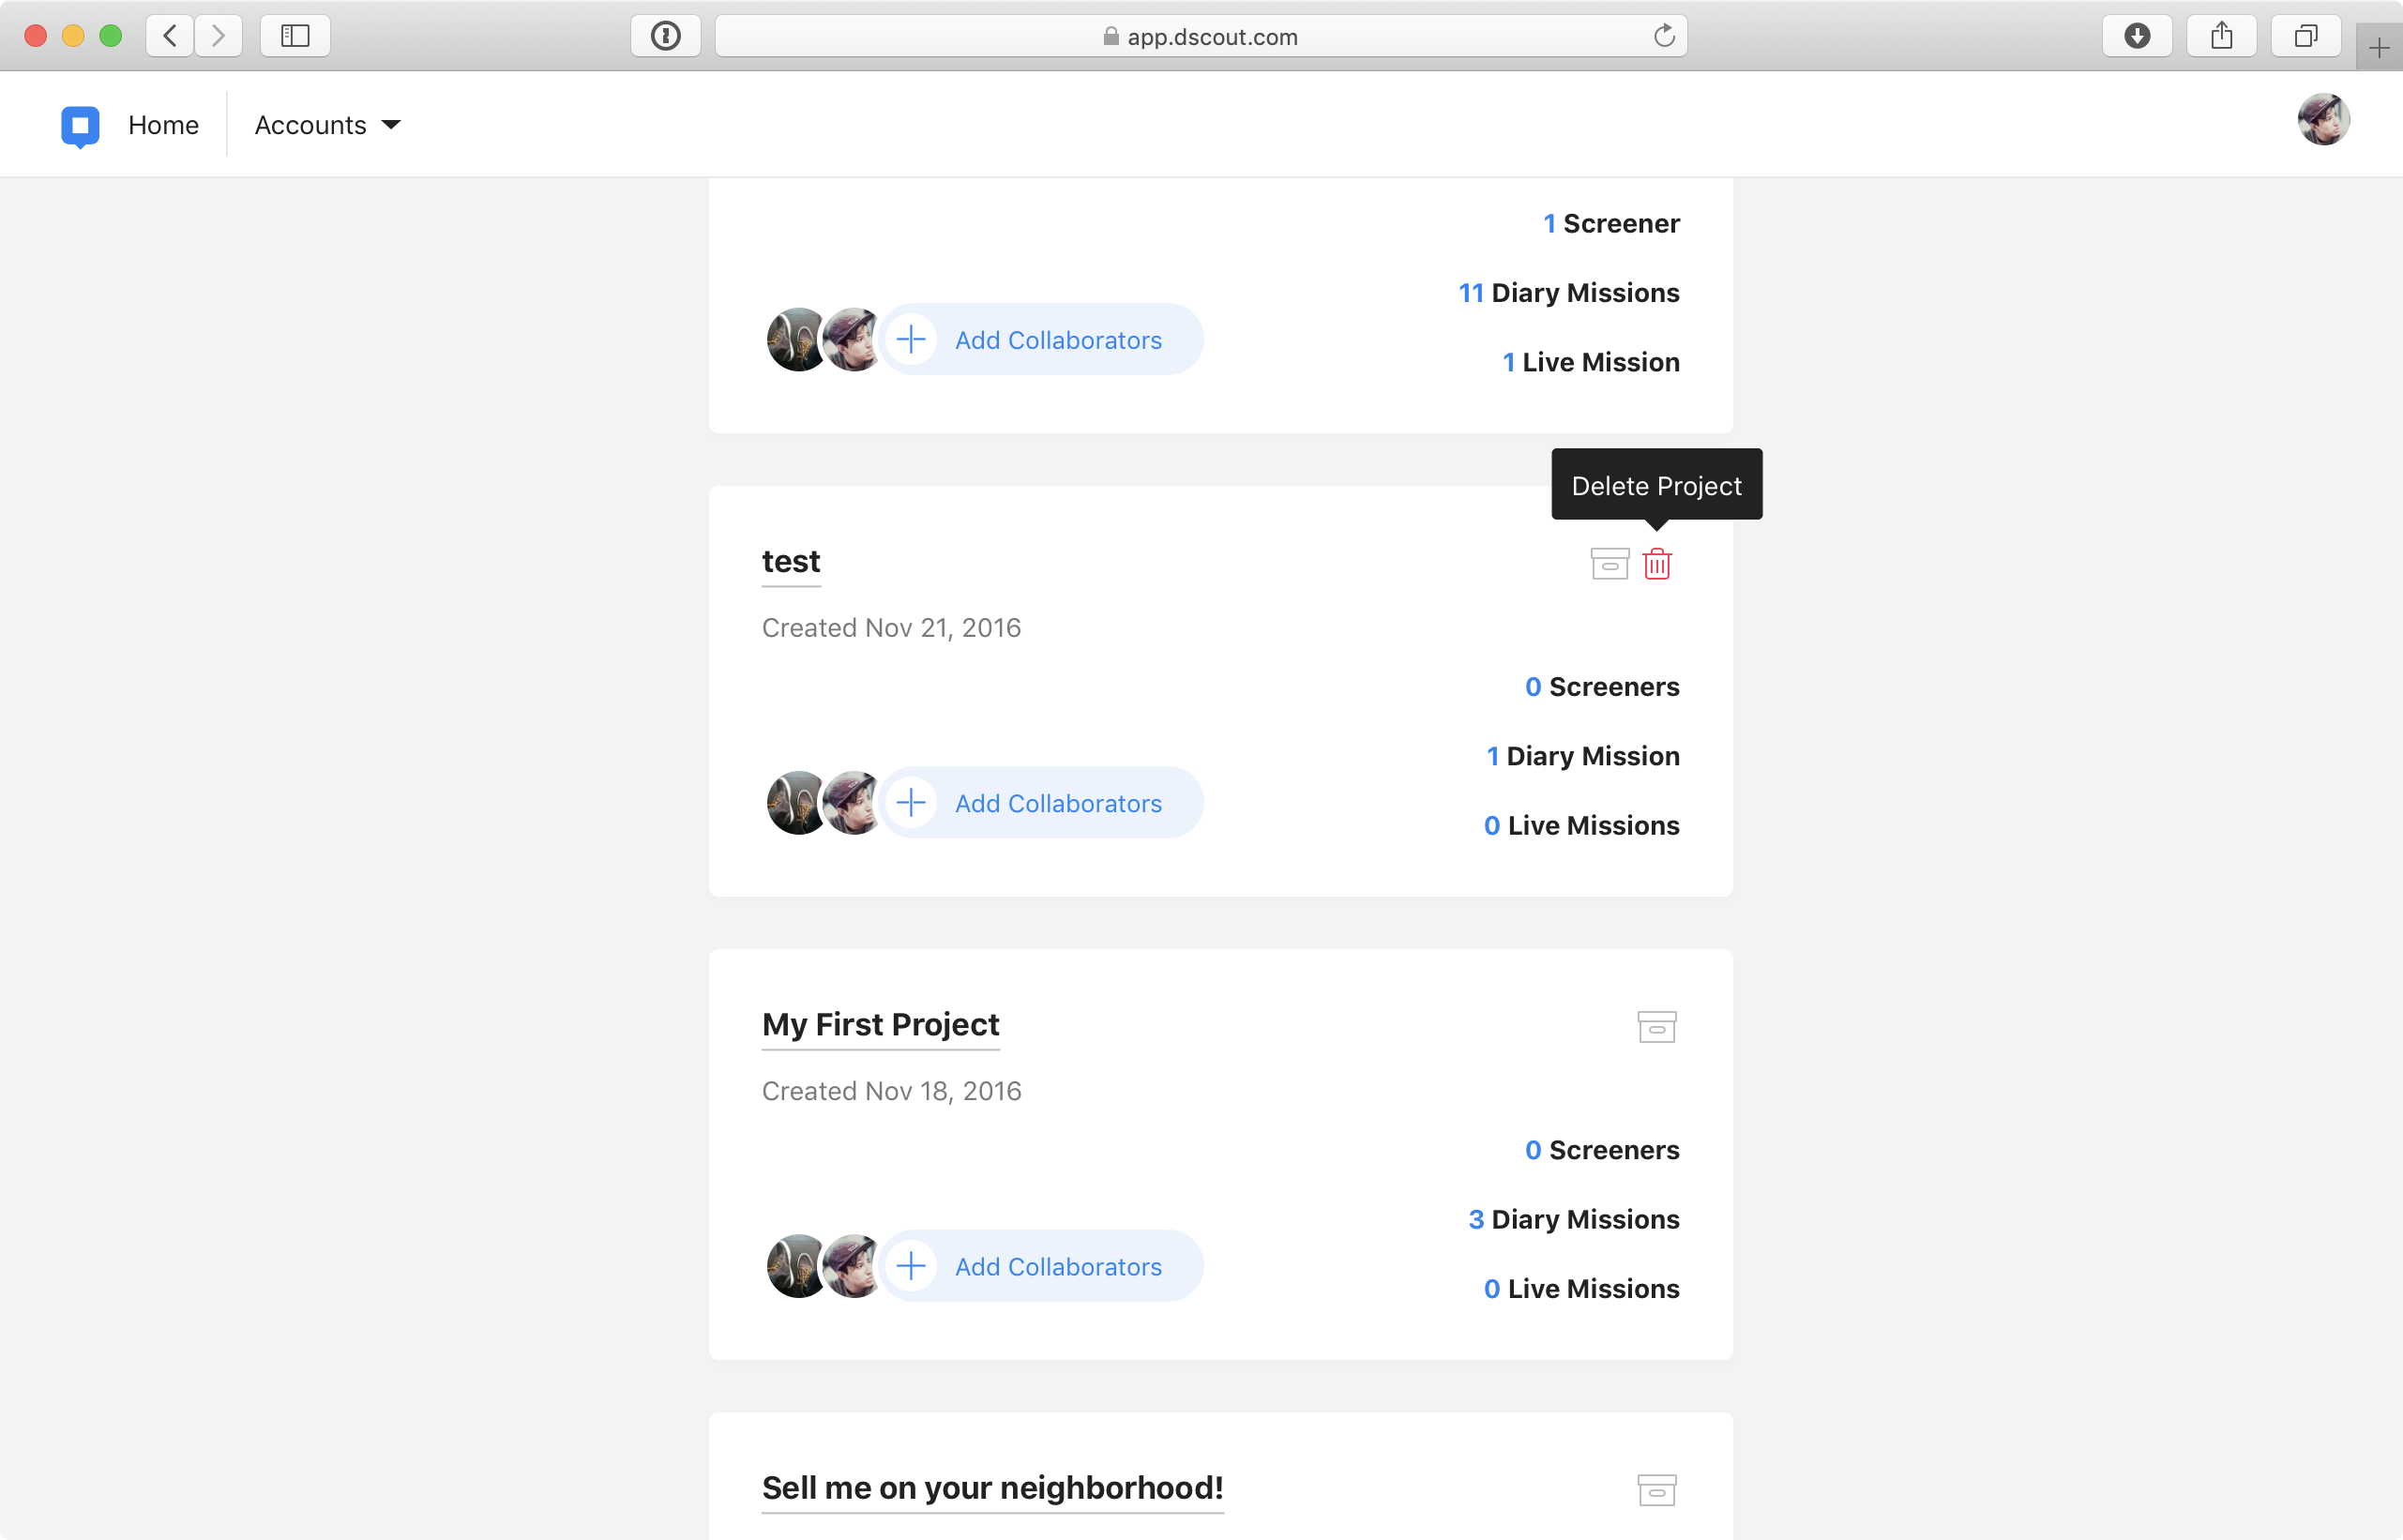 app.dscout.com
Home
Accounts
1 Screener
11 Diary Missions
Add Collaborators
1 Live Mission
Delete Project
test
Created Nov 21, 2016
0 Screeners
1 Diary Mission
Add Collaborators
0 Live Missions
My First Project
Created Nov 18, 2016
0 Screeners
3 Diary Missions
Add Collaborators
0 Live Missions
Sell me on your neighborhood!